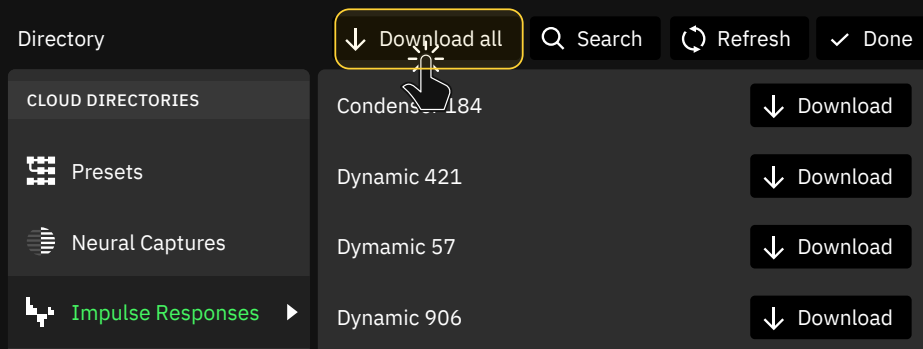 Directory
Download all
Search
Refresh
Done
CLOUD DIRECTORIES
Presets
Neural Captures
Impulse Responses
Condenser 184
Download
Dynamic 421
Download
Dymamic 57
Download
Dynamic 906
Download